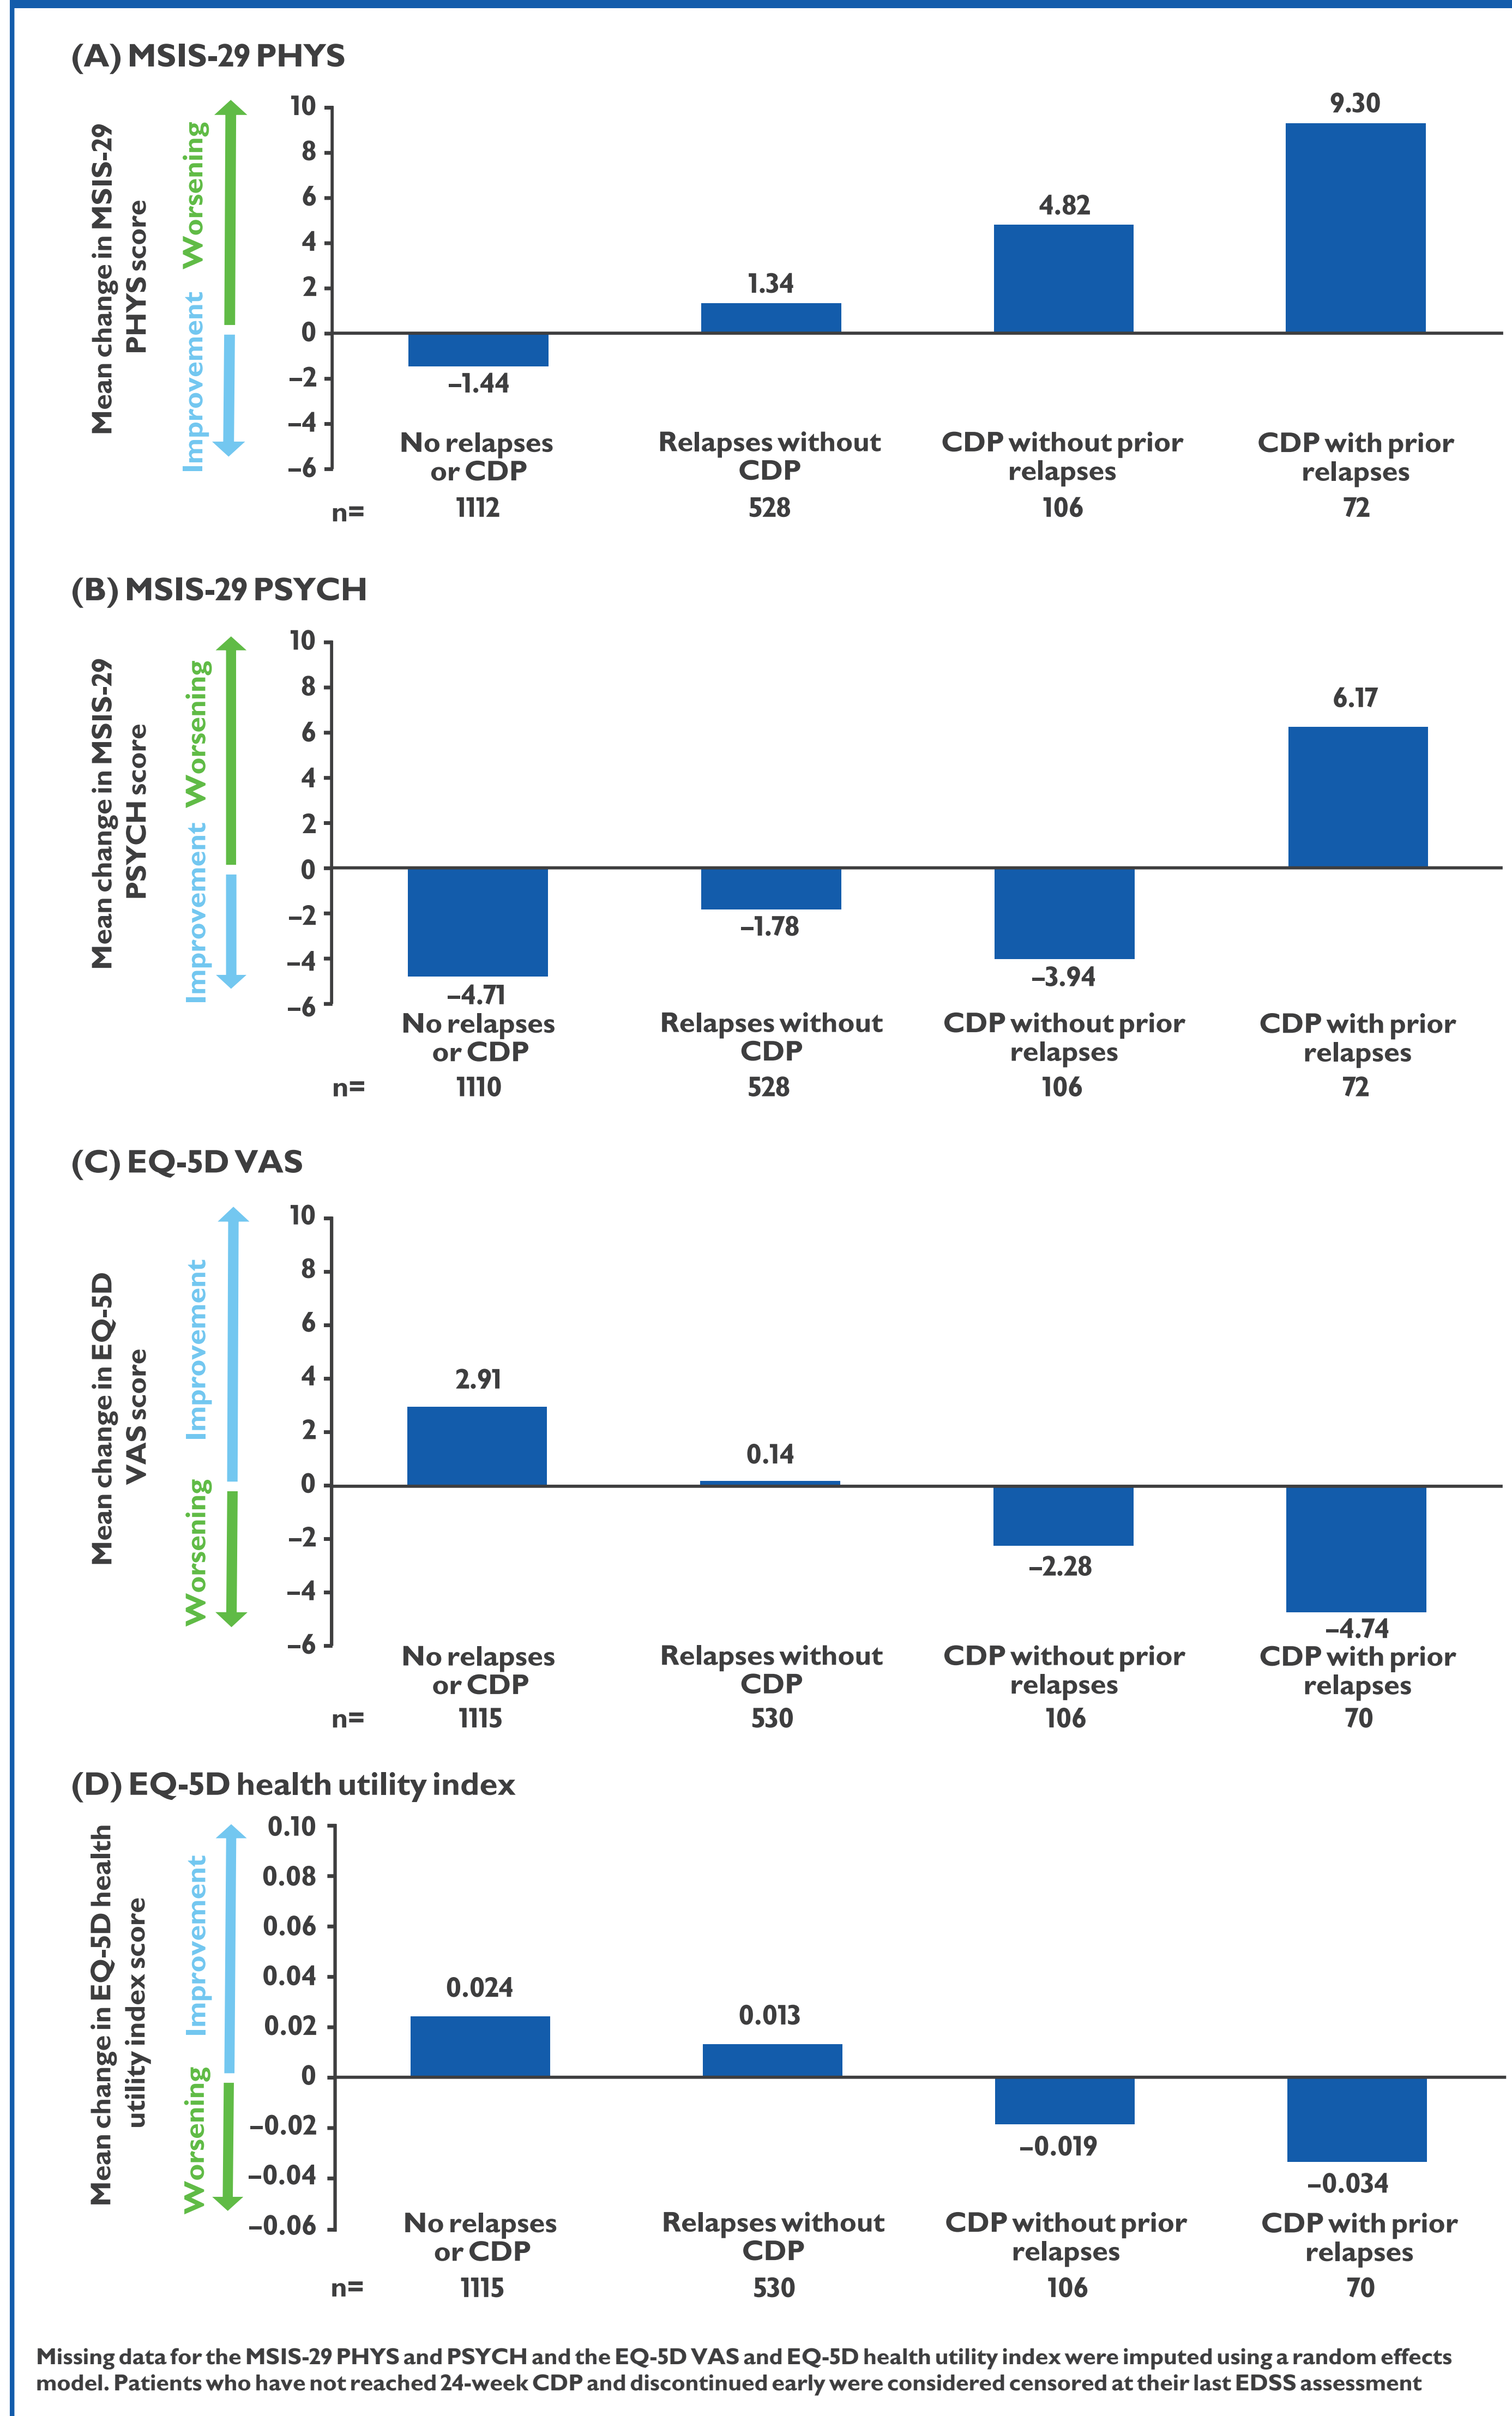 (A) MSIS-29 PHYS
Mean change in MSIS-29
PHYS score
Improvement Worsening
10
8
6
4
2
0
–2
–4
–6
–1.44
1.34
4.82
9.30
No relapses
or CDP
Relapses without
CDP
CDP without prior
relapses
CDP with prior
relapses
n= 1112 528 106 72
(B) MSIS-29 PSYCH
Mean change in MSIS-29
PSYCH score
Improvement Worsening
10
8
6
4
2
0
–2
–4
–6
–4.71
–1.78
–3.94
6.17
No relapses
or CDP
Relapses without
CDP
CDP without prior
relapses
CDP with prior
relapses
n= 1110 528 106 72
(C) EQ-5D VAS
Mean change in EQ-5D
VAS score
Worsening Improvement
10
8
6
4
2
0
–2
–4
–6
2.91
0.14
–2.28
–4.74
No relapses
or CDP
Relapses without
CDP
CDP without prior
relapses
CDP with prior
relapses
n= 1115 530 106 70
(D) EQ-5D health utility index
Mean change in EQ-5D health
utility index score
Worsening Improvement
0.10
0.08
0.06
0.04
0.02
0
–0.02
–0.04
–0.06
0.024
0.013
–0.019
–0.034
No relapses
or CDP
Relapses without
CDP
CDP without prior
relapses
CDP with prior
relapses
n= 1115 530 106 70
Missing data for the MSIS-29 PHYS and PSYCH and the EQ-5D VAS and EQ-5D health utility index were imputed using a random effects
model. Patients who have not reached 24-week CDP and discontinued early were considered censored at their last EDSS assessment